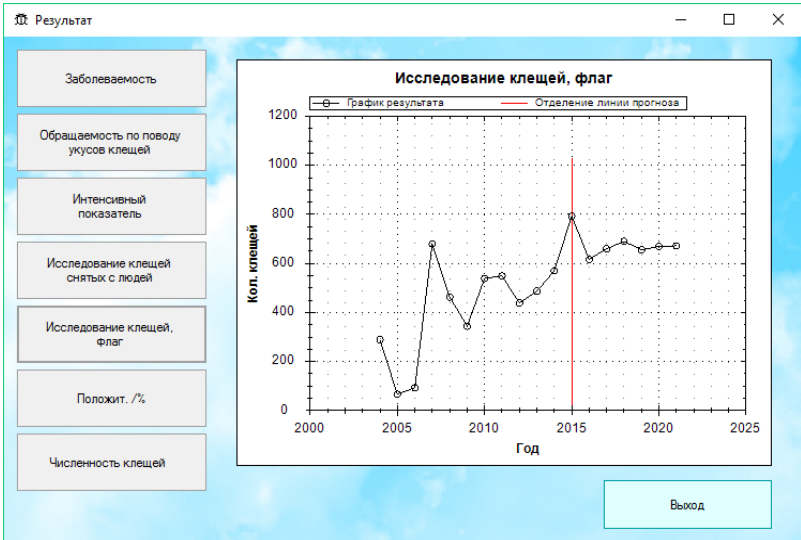 Результат
Заболеваемость
Обращаемость по поводу
укусов клещей
Интенсивный
показатель
Исследование клещей
снятых с людей
Исследование клещей,
флаг
Положит. /%
Численность клещей
Исследование клещей, флаг
График результата
Отделение линии прогноза
Кол. клещей
1200
1000
800
600
400
200
0
2000 2005 2010 2015 2020 2025
Год
Выход